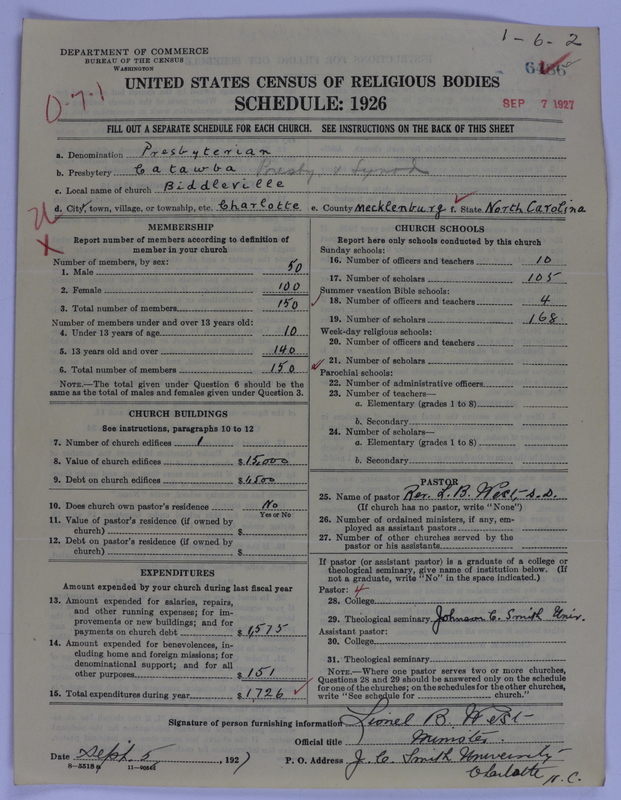 1-6-2
DEPARTMENT OF COMMERCE
BUREAU OF THE CENSUS
WASHINGTON
0-7-1
SEP 7 1927
UNITED STATES CENSUS OF RELIGIOUS BODIES
SCHEDULE: 1926
FILL OUT A SEPARATE SCHEDULE FOR EACH CHURCH. SEE INSTRUCTIONS ON THE BACK OF THIS SHEET
a. Denomination Presbyterian
b. Presbytery Catawba Presby v Synod
c. Local name of church Biddleville
d. City, town, village, or township, etc. Charlotte e. County Mecklenburg f. State North Carolina
MEMBERSHIP
Report number of members according to definition of
member in your church
Number of members, by sex:
1. Male 50
2. Female 100
3. Total number of members 150
Number of members under and over 13 years old:
4. Under 13 years of age 10
5. 13 years old and over 140
6. Total number of members 150
NOTE.—The total given under Question 6 should be the
same as the total of males and females given under Question 3.
CHURCH BUILDINGS
See instructions, paragraphs 10 to 12
7. Number of church edifices 1
8. Value of church edifices $ 15,000
9. Debt on church edifices $ 6500
10. Does church own pastor's residence No
Yes or No
11. Value of pastor's residence (if owned by
church) $
12. Debt on pastor's residence (if owned by
church) $
EXPENDITURES
Amount expended by your church during last fiscal year
13. Amount expended for salaries, repairs,
and other running expenses; for im-
provements or new buildings; and for
payments on church debt $ 1,575
14. Amount expended for benevolences, in-
cluding home and foreign missions; for
denominational support; and for all
other purposes $ 151
15. Total expenditures during year $ 1726
CHURCH SCHOOLS
Report here only schools conducted by this church
Sunday schools:
16. Number of officers and teachers 10
17. Number of scholars 105
Summer vacation Bible schools:
18. Number of officers and teachers 4
19. Number of scholars 168
Week-day religious schools:
20. Number of officers and teachers
21. Number of scholars
Parochial schools:
22. Number of administrative officers
23. Number of teachers—
a. Elementary (grades 1 to 8)
b. Secondary
24. Number of scholars—
a. Elementary (grades 1 to 8)
b. Secondary
PASTOR
25. Name of pastor Rev. L. B. West D.D.
(If church has no pastor, write "None")
26. Number of ordained ministers, if any, em-
ployed as assistant pastors
27. Number of other churches served by the
pastor or his assistants
If pastor (or assistant pastor) is a graduate of a college or
theological seminary, give name of institution below. (If
not a graduate, write "No" in the space indicated.)
Pastor: 4
28. College
29. Theological seminary Johnson C. Smith Univ.
Assistant pastor:
30. College
31. Theological seminary
NOTE.—Where one pastor serves two or more churches,
Questions 28 and 29 should be answered only on the schedule
for one of the churches; on the schedules for the other churches,
write "See schedule for church."
Signature of person furnishing information Lionel B. West
Official title Minister
Date Sept. 5, 1927 P. O. Address J. C. Smith University
Charlotte N. C.